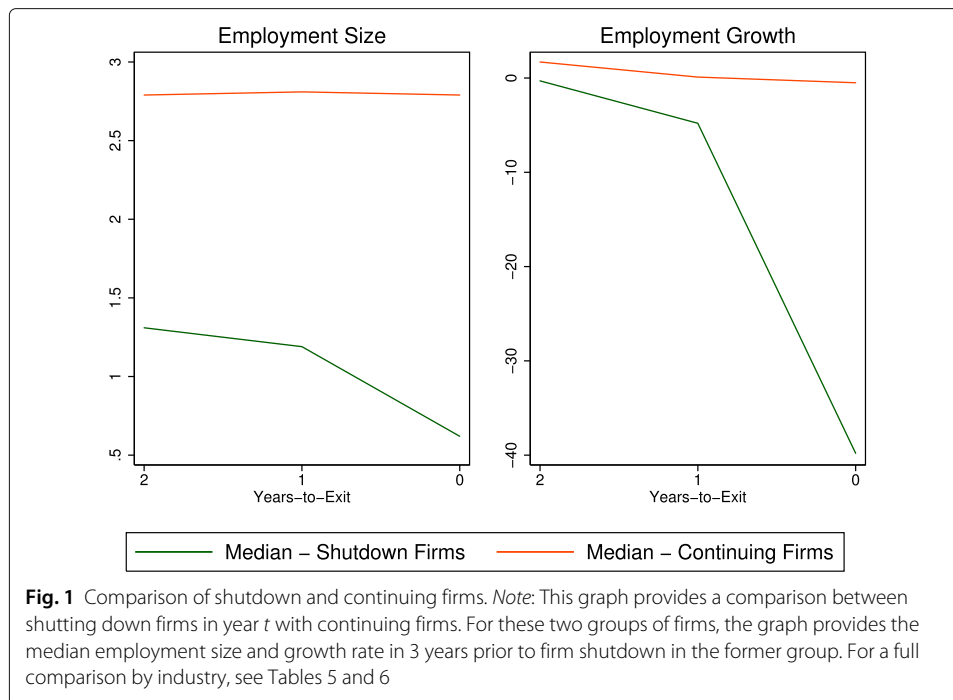 Employment Size
Employment Growth
3
2.5
2
1.5
1
.5
2
1
0
Years-to-Exit
0
-10
-20
-30
-40
2
1
0
Years-to-Exit
Median - Shutdown Firms
Median - Continuing Firms
Fig. 1 Comparison of shutdown and continuing firms. Note: This graph provides a comparison between
shutting down firms in year t with continuing firms. For these two groups of firms, the graph provides the
median employment size and growth rate in 3 years prior to firm shutdown in the former group. For a full
comparison by industry, see Tables 5 and 6